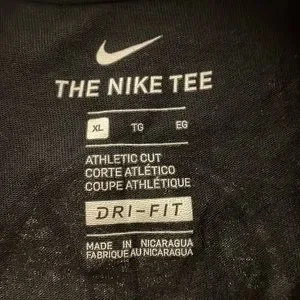 THE NIKE TEE
XL TG EG
ATHLETIC CUT
CORTE ATLÉTICO
COUPE ATHLÉTIQUE
DRI-FIT
MADE IN NICARAGUA
FABRIQUÉ AU NICARAGUA